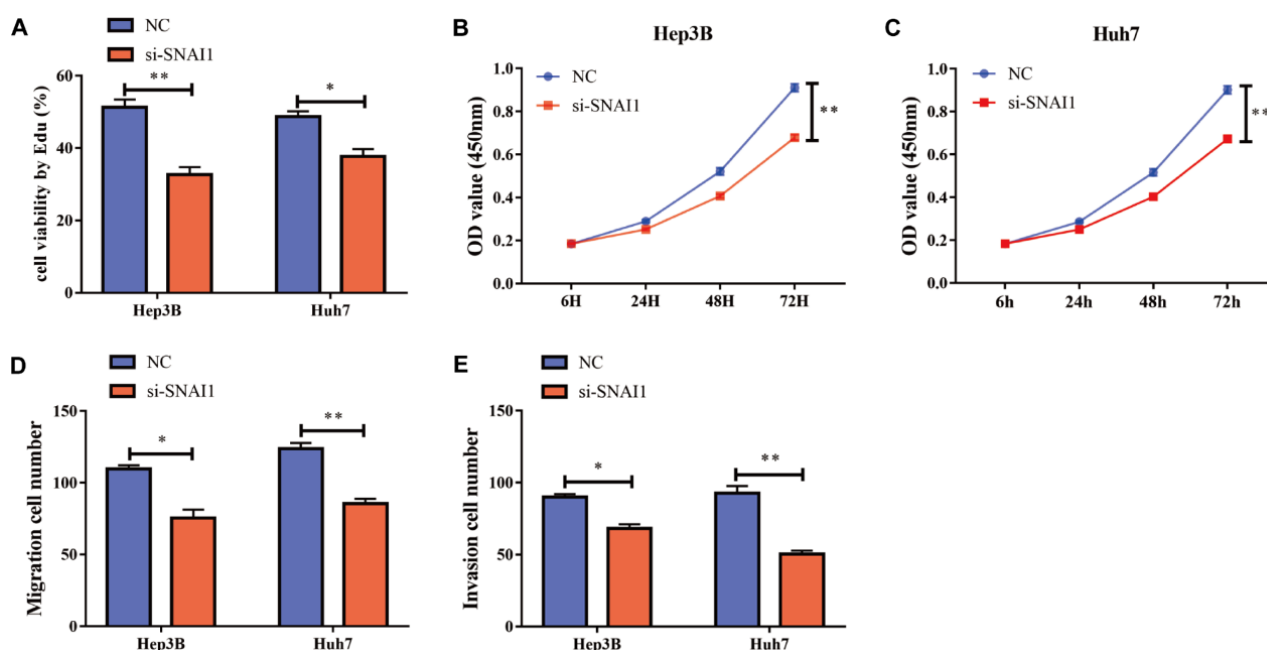 A
NC
si-SNAI1
cell viability by Edu (%)
60
40
20
0
**
*
Hep3B
Huh7
B
Hep3B
NC
si-SNAI1
OD value (450nm)
1.0
0.8
0.6
0.4
0.2
0.0
**
6H
24H
48H
72H
C
Huh7
NC
si-SNAI1
OD value (450nm)
1.0
0.8
0.6
0.4
0.2
0.0
**
6h
24h
48h
72h
D
NC
si-SNAI1
Migration cell number
150
100
50
0
*
**
Hep3B
Huh7
E
NC
si-SNAI1
Invasion cell number
150
100
50
0
*
**
Hep3B
Huh7